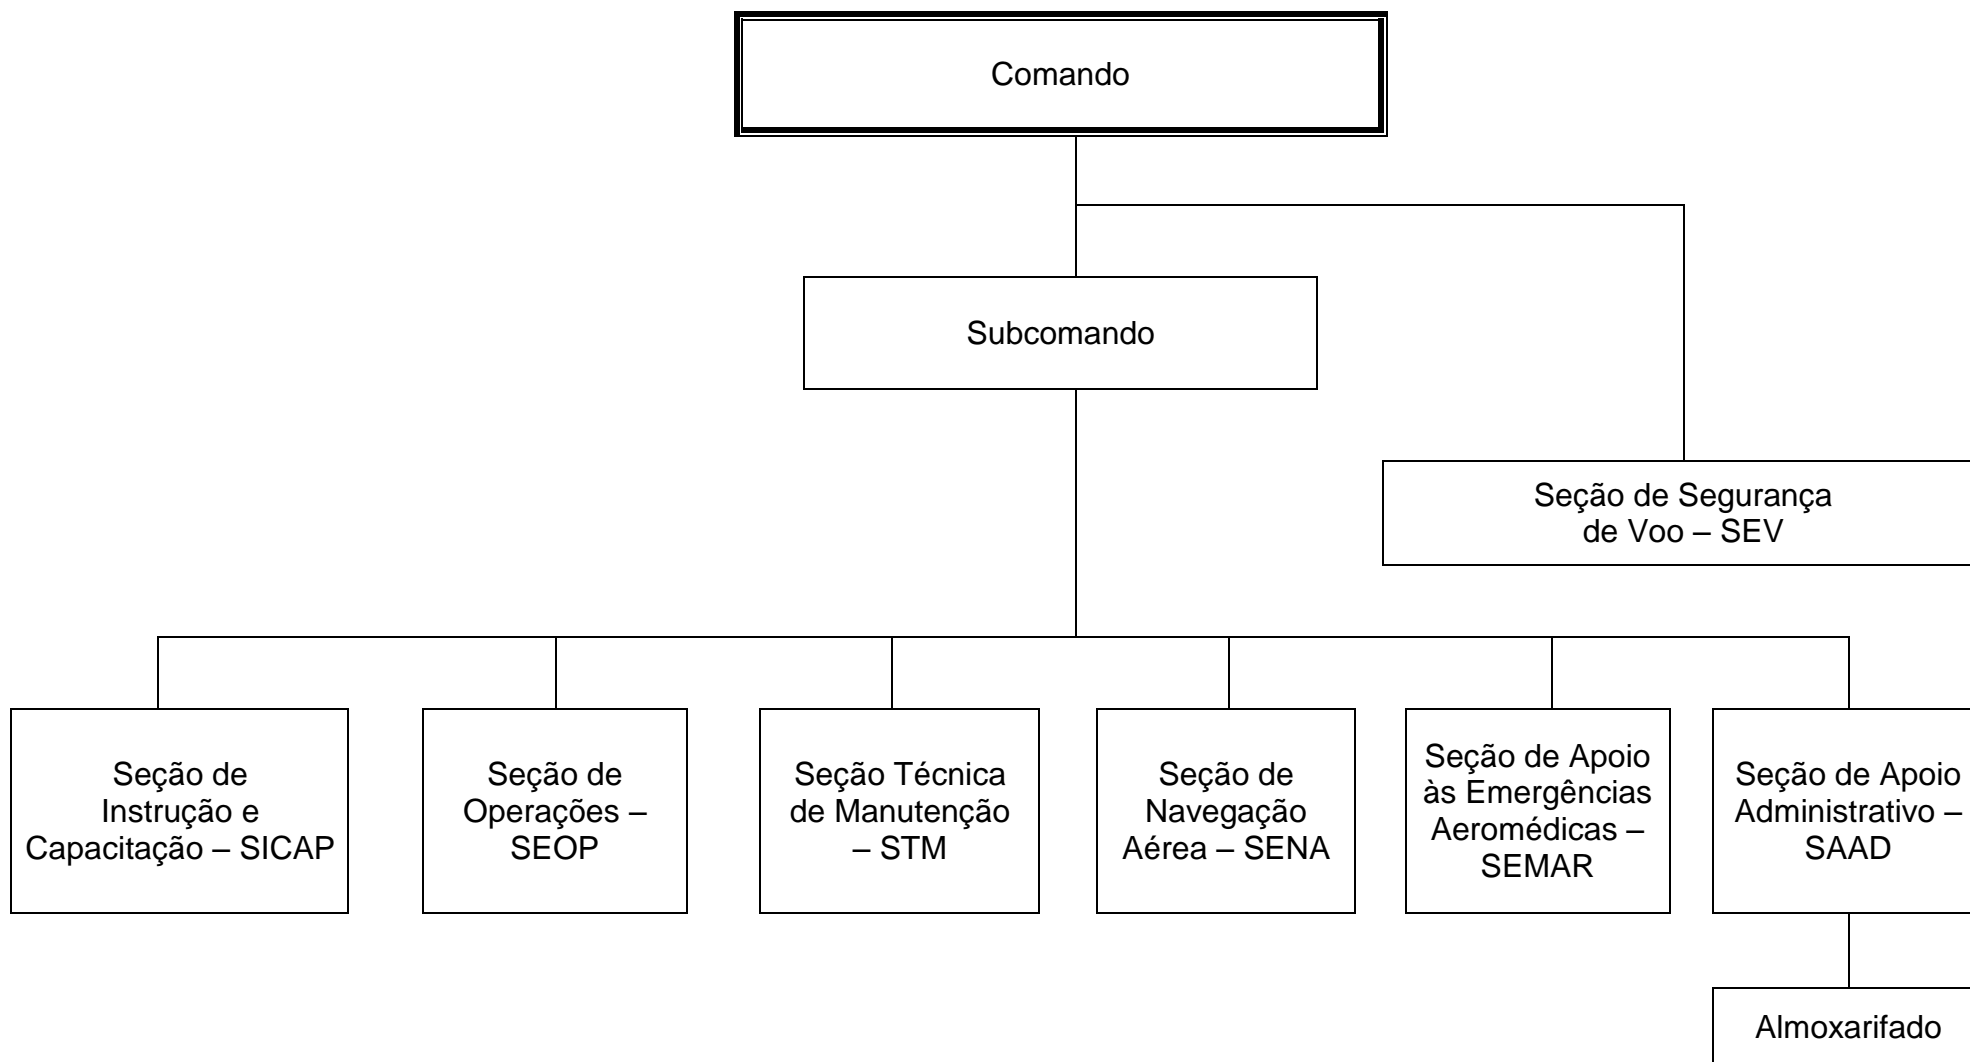 Comando
Subcomando
Seção de Segurança
de Voo – SEV
Seção de
Instrução e
Capacitação – SICAP
Seção de
Operações –
SEOP
Seção Técnica
de Manutenção
– STM
Seção de
Navegação
Aérea – SENA
Seção de Apoio
às Emergências
Aeromédicas –
SEMAR
Seção de Apoio
Administrativo –
SAAD
Almoxarifado